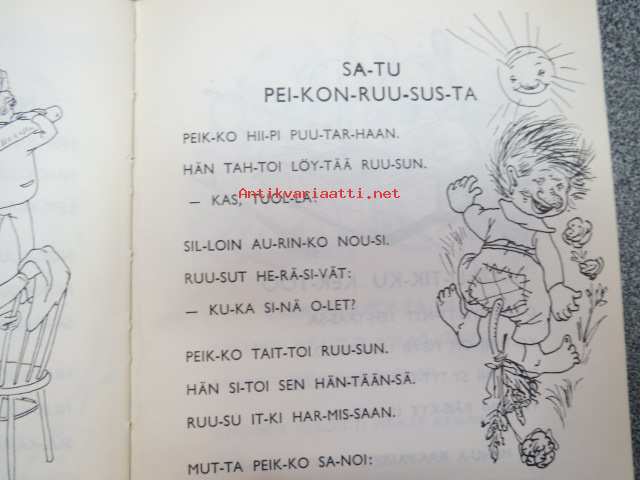 SA-TU
PEI-KON-RUU-SUS-TA
PEIK-KO HII-PI PUU-TAR-HAAN.
HÄN TAH-TOI LÖY-TÄÄ RUU-SUN.
Antikvariaatti.net
— KAS, TUOL-LA!
SIL-LOIN AU-RIN-KO NOU-SI.
RUU-SUT HE-RÄ-SI-VÄT:
— KU-KA SI-NÄ O-LET?
PEIK-KO TAIT-TOI RUU-SUN.
HÄN SI-TOI SEN HÄN-TÄÄN-SÄ.
RUU-SU IT-KI HAR-MIS-SAAN.
MUT-TA PEIK-KO SA-NOI: